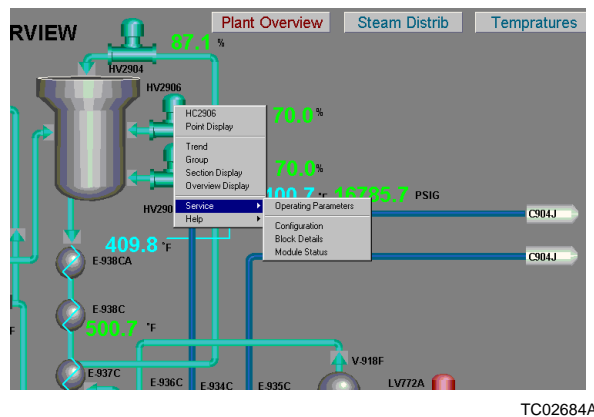 RVIEW
Plant Overview
Steam Distrib
Tempratures
87.1 %
HV2904
HV2906
HC2906
Point Display
Trend
Group
Section Display
Overview Display
Service
Help
Operating Parameters
Configuration
Block Details
Module Status
70.0 %
70.0 %
100.7 °F
16785.7 PSIG
HV290
C904J
409.8 °F
C904J
E-938CA
E-938C
F
500.7 °F
V-918F
E-937C
E-936C
E-934C
E-935C
LV772A
TC02684A